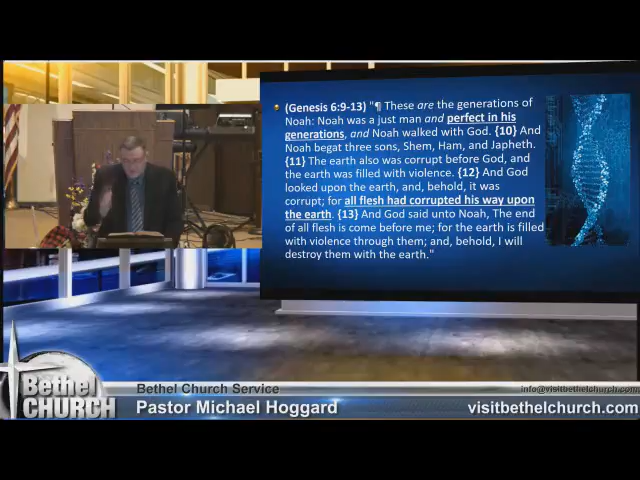 (Genesis 6:9-13) "¶ These are the generations of
Noah: Noah was a just man and perfect in his
generations, and Noah walked with God. {10} And
Noah begat three sons, Shem, Ham, and Japheth.
{11} The earth also was corrupt before God, and
the earth was filled with violence. {12} And God
looked upon the earth, and, behold, it was
corrupt; for all flesh had corrupted his way upon
the earth. {13} And God said unto Noah, The end
of all flesh is come before me; for the earth is filled
with violence through them; and, behold, I will
destroy them with the earth."
Bethel
CHURCH
Bethel Church Service
info@visitbethelchurch.com
Pastor Michael Hoggard
visitbethelchurch.com